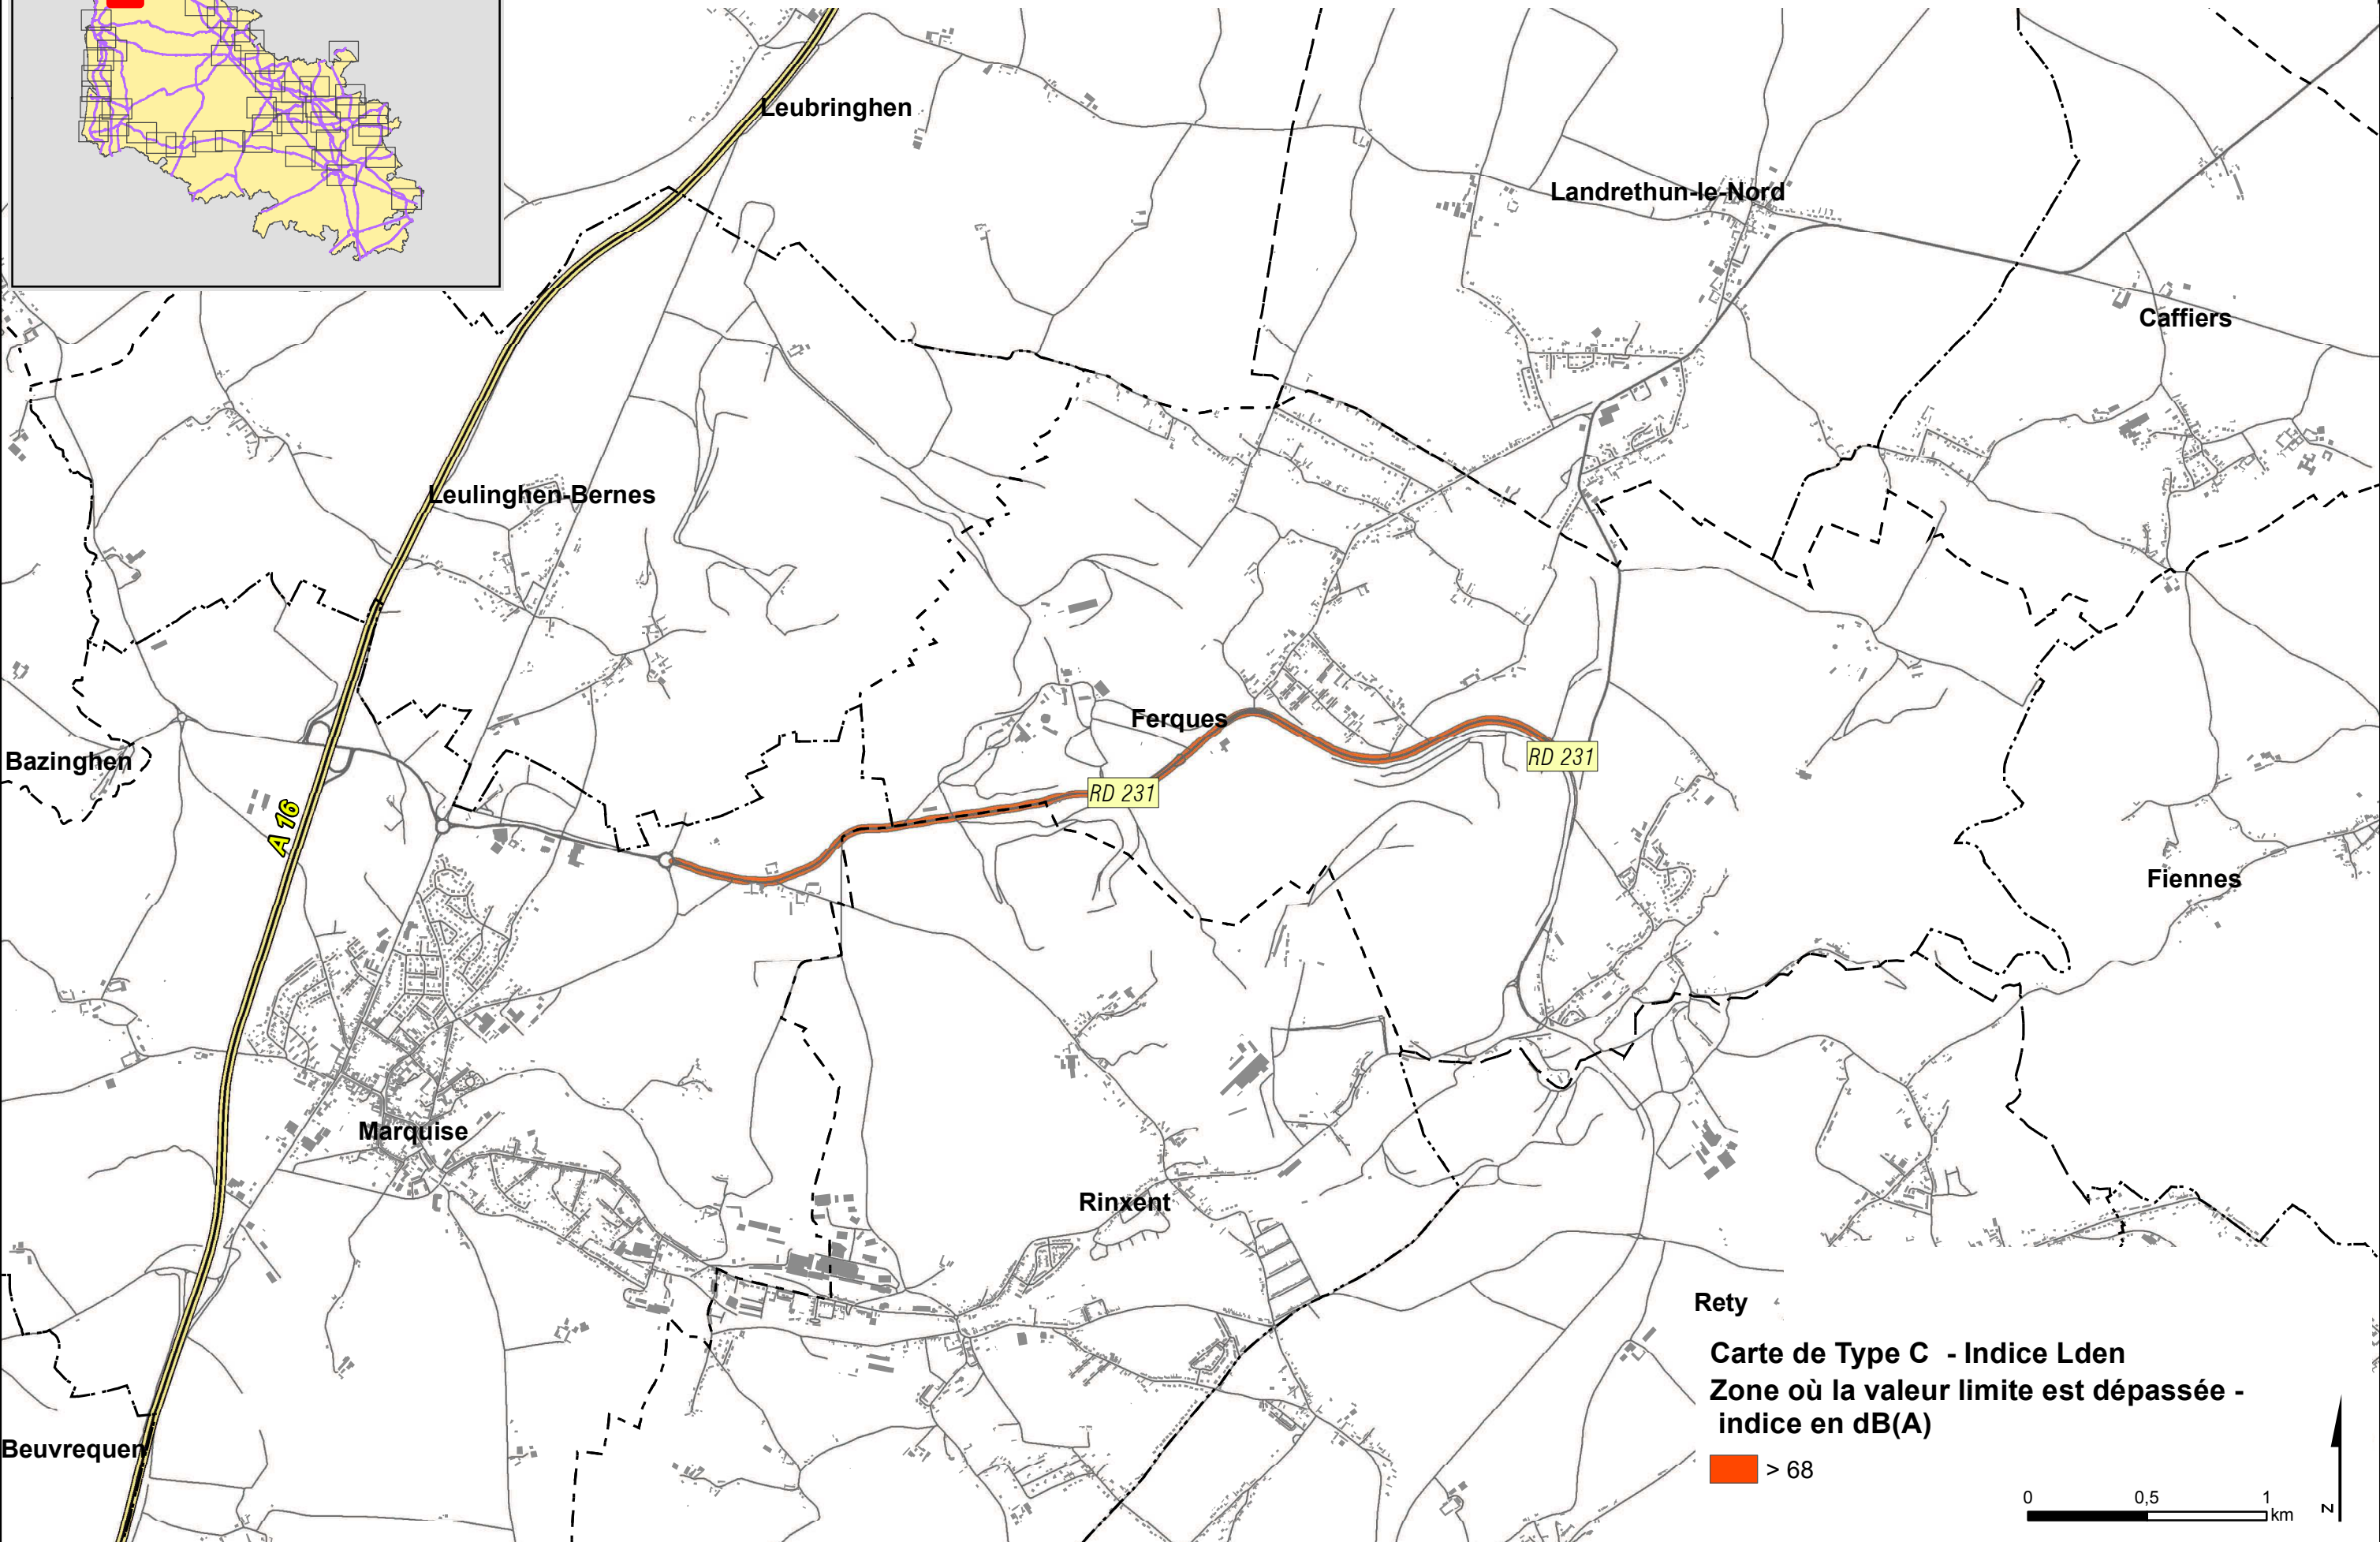 Leubringhen
Landrethun-le-Nord
Caffiers
Leulinghen-Bernes
Ferques
Bazinghen
RD 231
RD 231
A 16
Fiennes
Marquise
Rinxent
Rety
Carte de Type C - Indice Lden
Zone où la valeur limite est dépassée -
indice en dB(A)
> 68
Beuvrequen
0 0,5 1
km
N